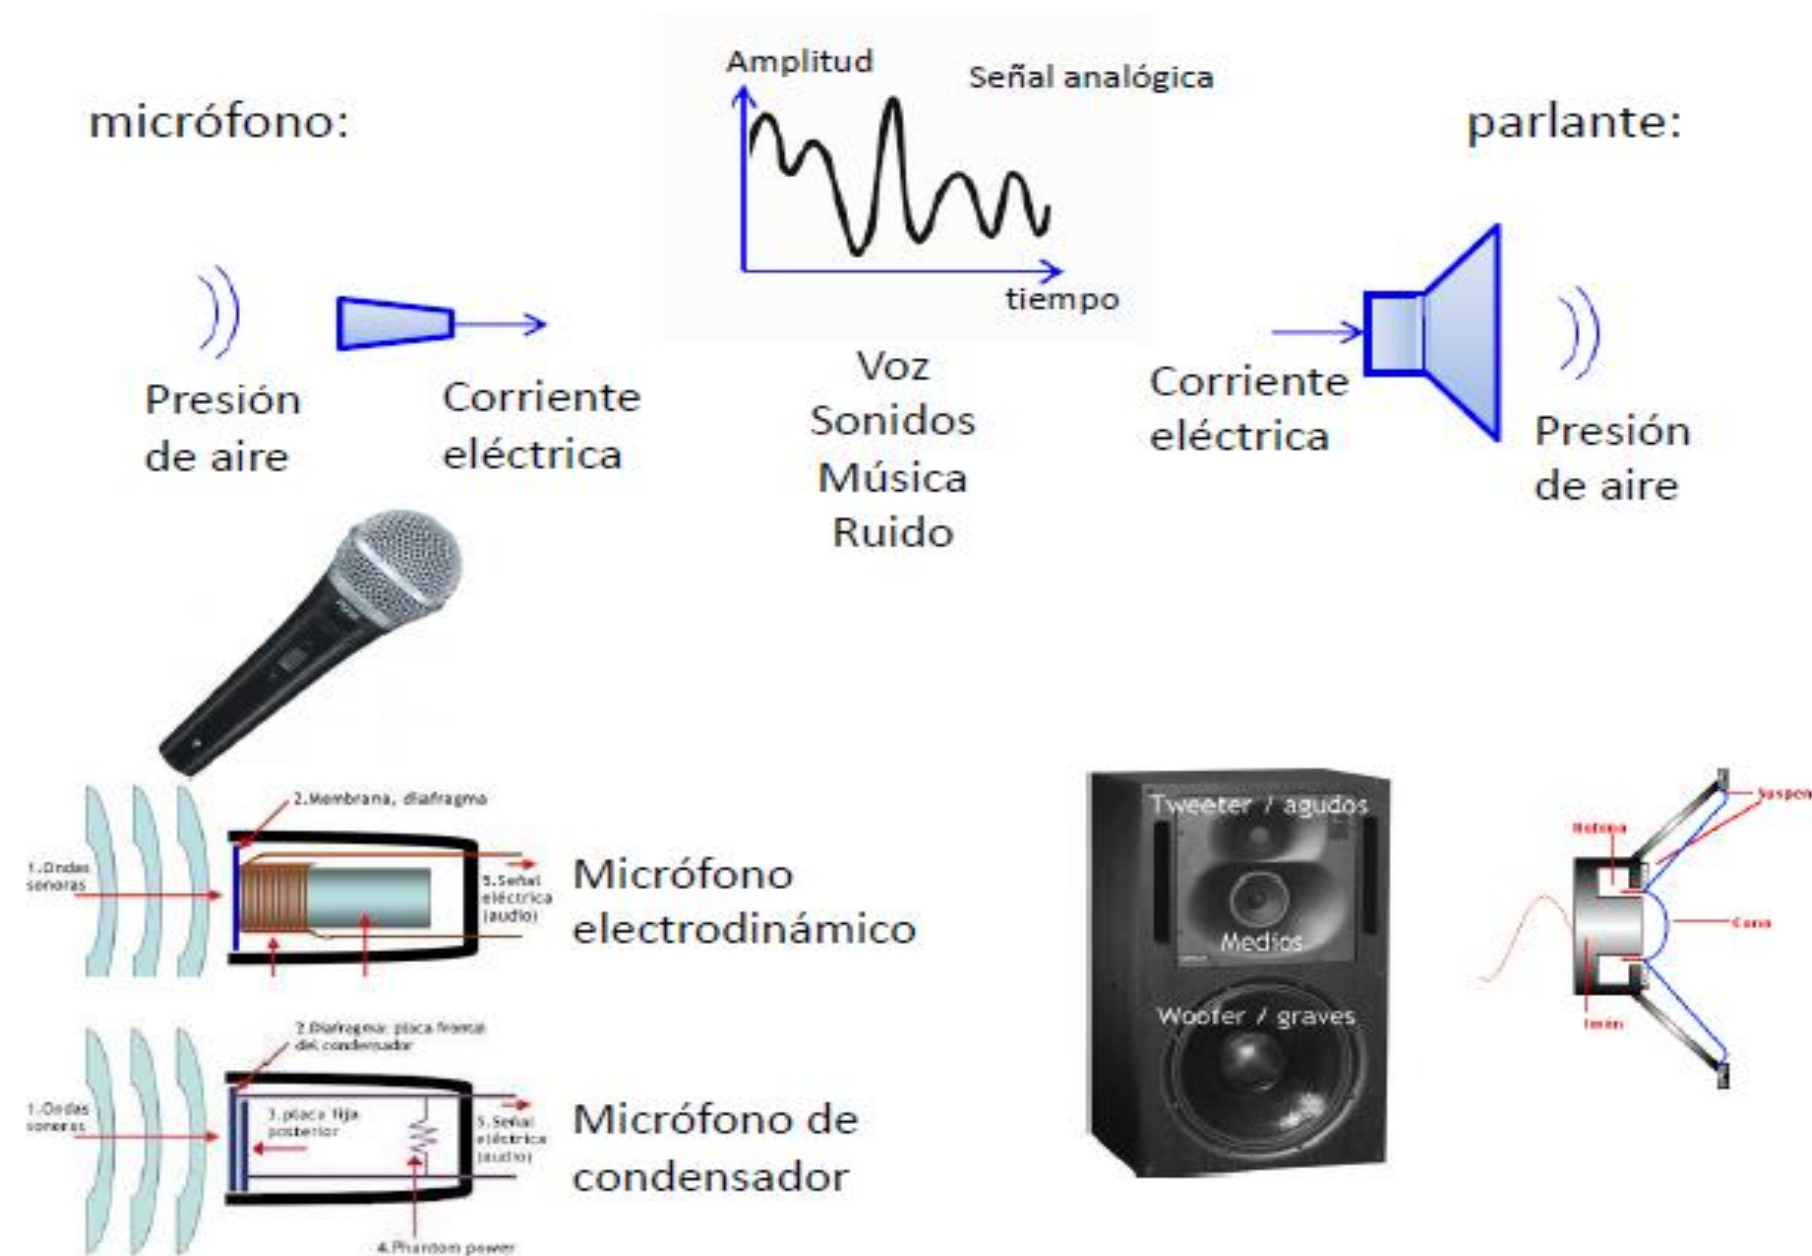 micrófono:
Amplitud
Señal analógica
tiempo
parlante:
Presión
de aire
Corriente
eléctrica
Voz
Sonidos
Música
Ruido
Corriente
eléctrica
Presión
de aire
1.Ondas
sonoras
2.Membrana, diafragma
5.Señal
eléctrica
(audio)
Micrófono
electrodinámico
1.Ondas
sonoras
2.Diafragma: placa frontal
del condensador
3.placa fija
posterior
4.Phantom power
5.Señal
eléctrica
(audio)
Micrófono de
condensador
Tweeter / agudos
Medios
Woofer / graves
Suspen
Bobina
Cono
Imán